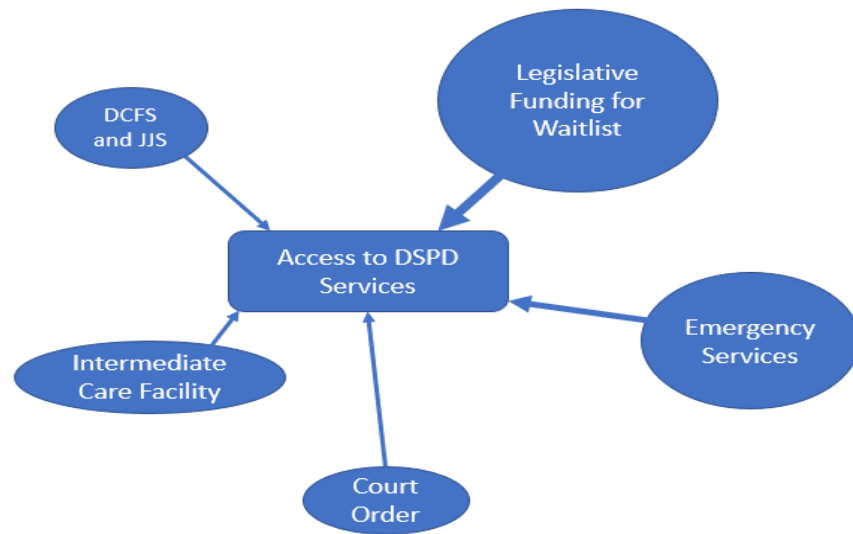 Legislative
Funding for
Waitlist
DCFS
and JJS
Access to DSPD
Services
Emergency
Services
Intermediate
Care Facility
Court
Order